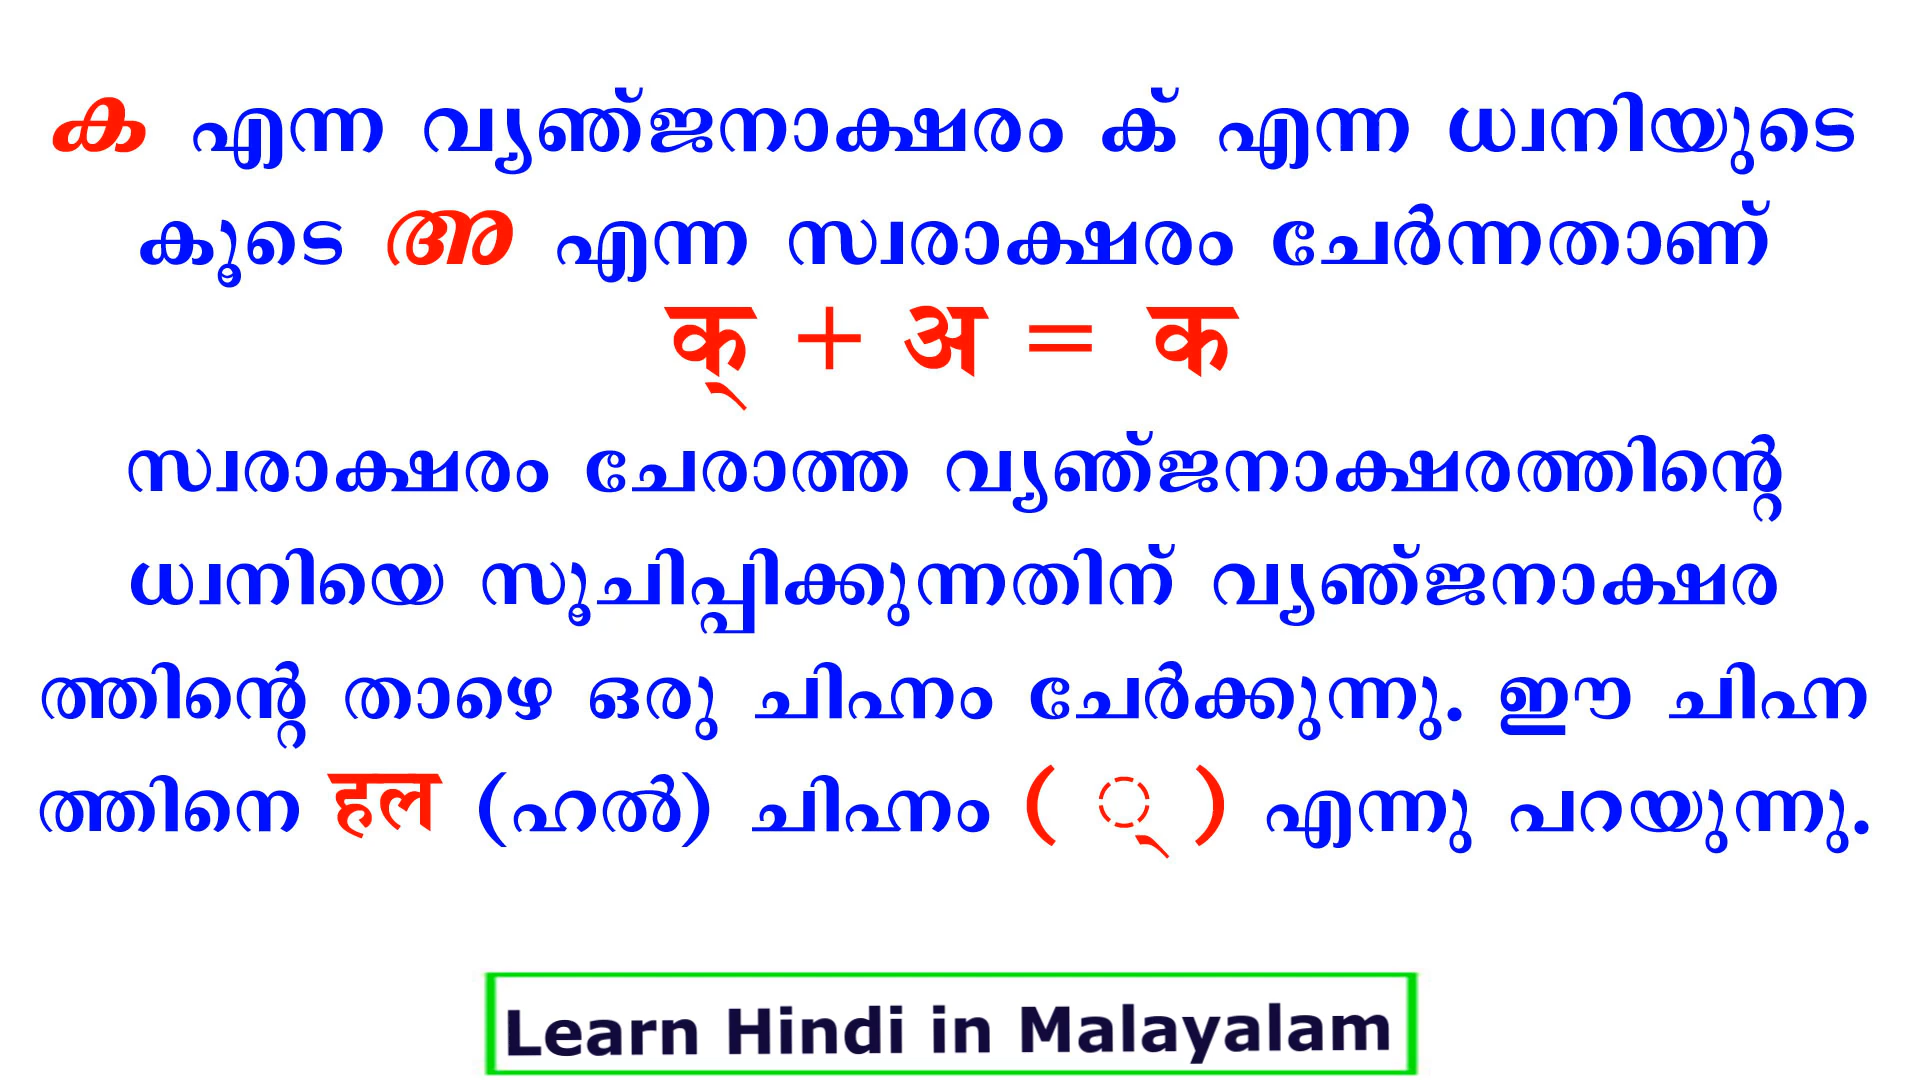 ക എന്ന വ്യഞ്ജനാക്ഷരം ക് എന്ന ധ്വനിയുടെ
കൂടെ അ എന്ന സ്വരാക്ഷരം ചേർന്നതാണ്
क् + अ = क
സ്വരാക്ഷരം ചേരാത്ത വ്യഞ്ജനാക്ഷരത്തിന്റെ
ധ്വനിയെ സൂചിപ്പിക്കുന്നതിന് വ്യഞ്ജനാക്ഷര
ത്തിന്റെ താഴെ ഒരു ചിഹ്നം ചേർക്കുന്നു. ഈ ചിഹ്ന
ത്തിനെ हल (ഹൽ) ചിഹ്നം ( ् ) എന്നു പറയുന്നു.
Learn Hindi in Malayalam